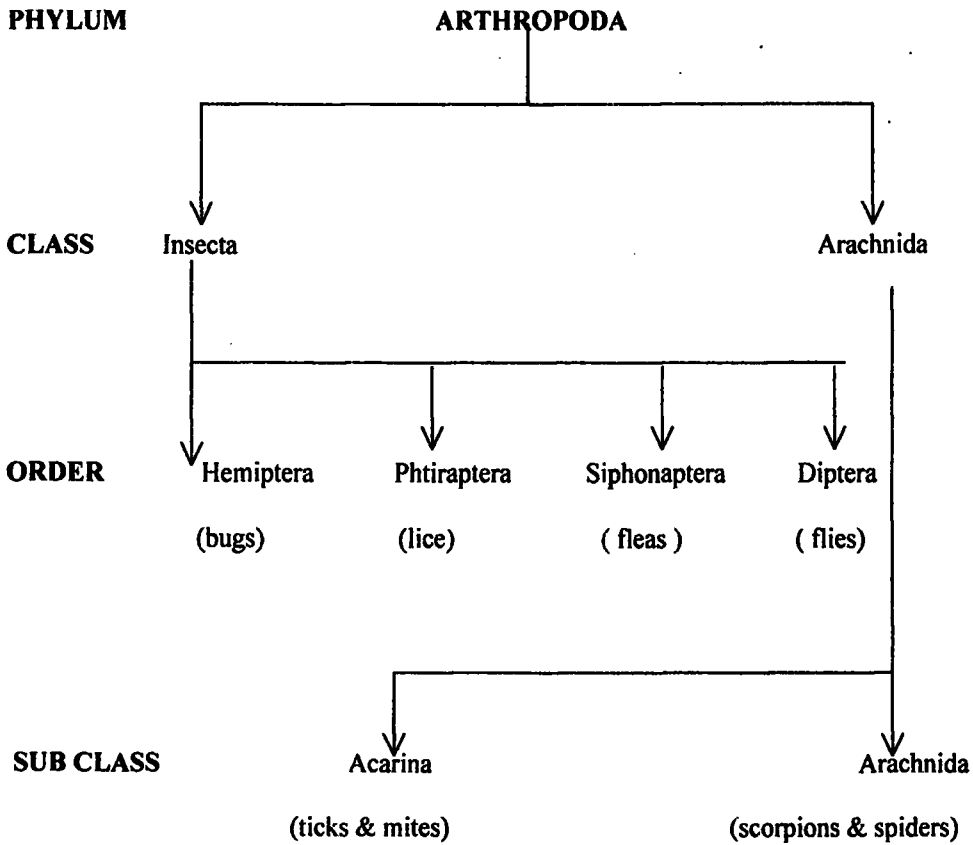 PHYLUM ARTHROPODA
CLASS Insecta Arachnida
ORDER Hemiptera Phtiraptera Siphonaptera Diptera
(bugs) (lice) ( fleas ) ( flies)
SUB CLASS Acarina Arachnida
(ticks & mites) (scorpions & spiders)